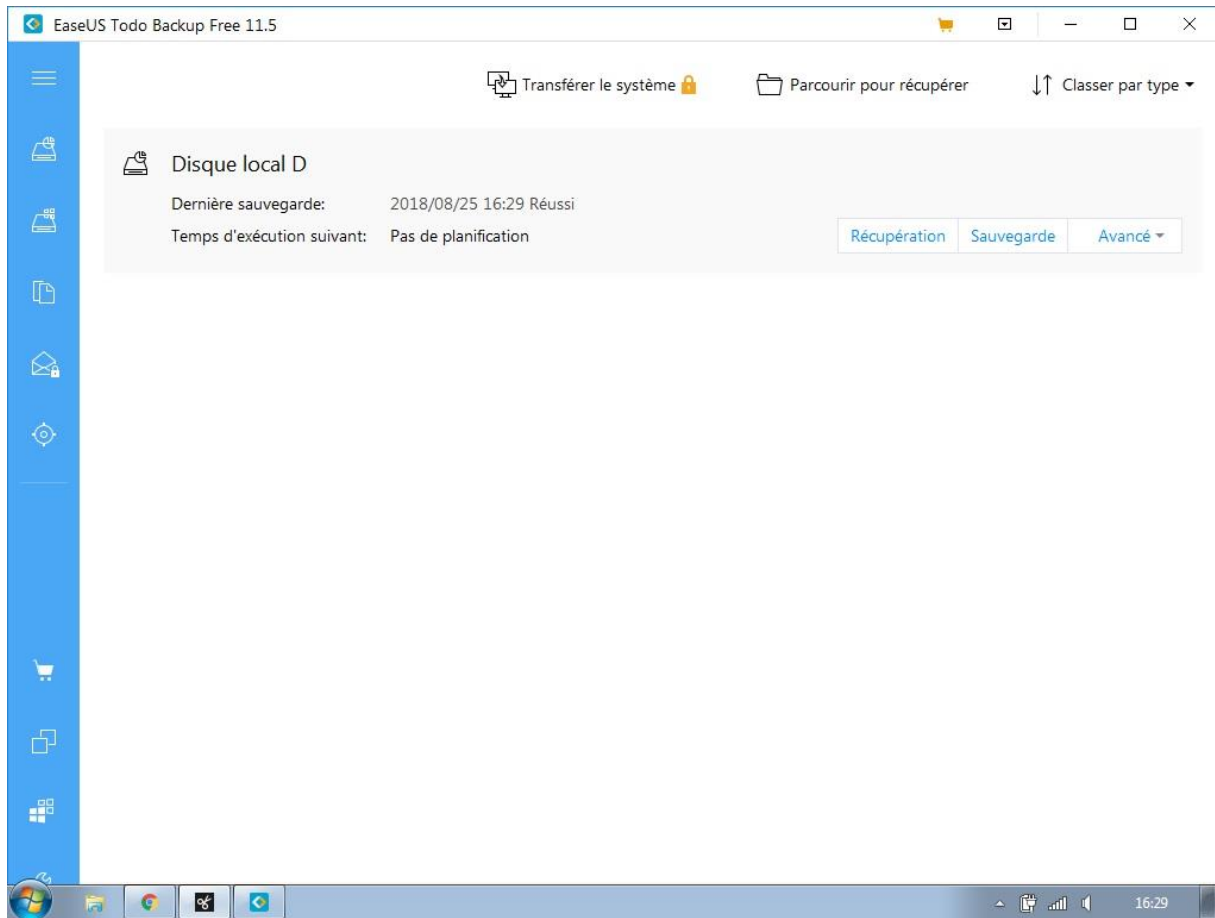 EaseUS Todo Backup Free 11.5
Transférer le système Parcourir pour récupérer Classer par type
Disque local D
Dernière sauvegarde: 2018/08/25 16:29 Réussi
Temps d'exécution suivant: Pas de planification
Récupération Sauvegarde Avancé
16:29